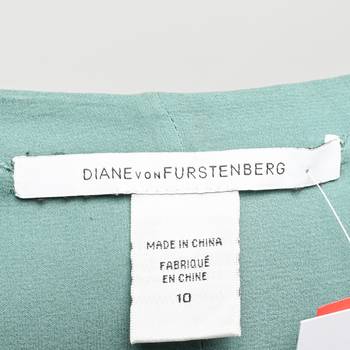 DIANE VON FURSTENBERG
MADE IN CHINA
FABRIQUÉ
EN CHINE
10